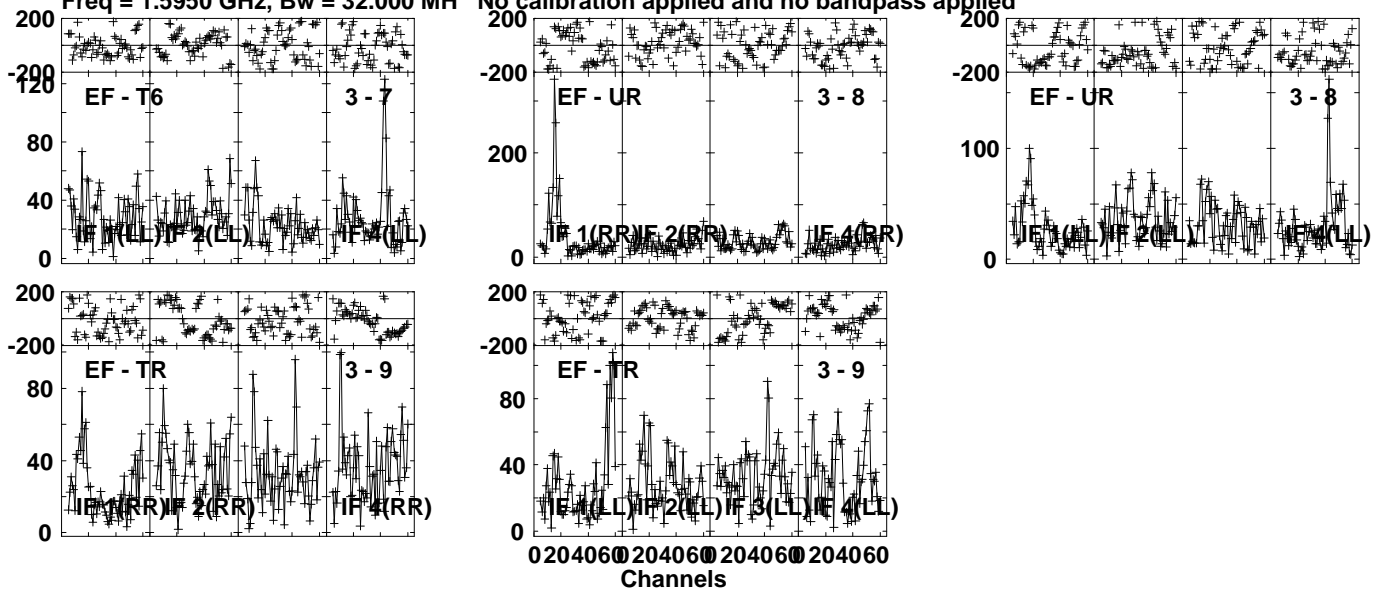 Freq = 1.5950 GHz, Bw = 32.000 MH No calibration applied and no bandpass applied
200
-200
120
80
40
0
EF - T6 3 - 7
IF 1(LL) IF 2(LL) IF 4(LL)
200
-200
200
0
EF - UR 3 - 8
IF 1(RR) IF 2(RR) IF 4(RR)
200
-200
100
0
EF - UR 3 - 8
IF 1(LL) IF 2(LL) IF 4(LL)
200
-200
80
40
0
EF - TR 3 - 9
IF 1(RR) IF 2(RR) IF 4(RR)
200
-200
80
40
0
EF - TR 3 - 9
IF 1(LL) IF 2(LL) IF 3(LL) IF 4(LL)
0 20 40 60 0 20 40 60 0 20 40 60 0 20 40 60
Channels